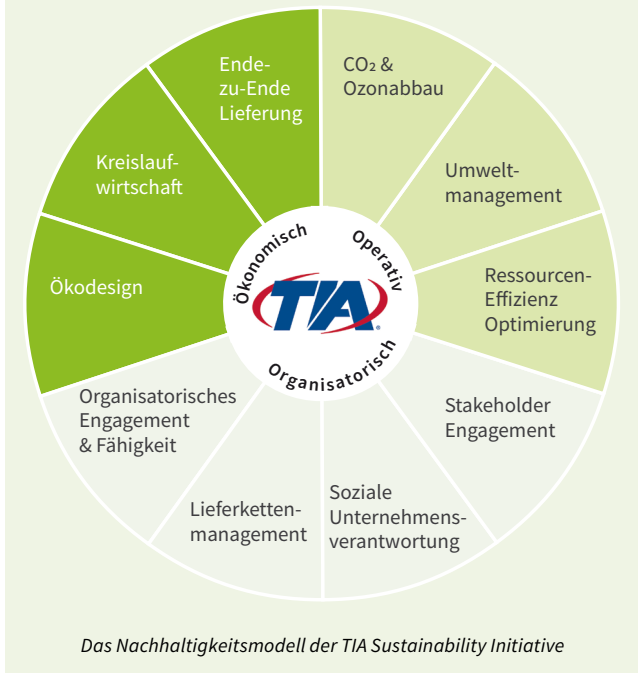 Ende-
zu-Ende
Lieferung
CO₂ &
Ozonabbau
Kreislauf-
wirtschaft
Umwelt-
management
Ökodesign
Ökonomisch
Operativ
TIA®
Organisatorisch
Ressourcen-
Effizienz
Optimierung
Organisatorisches
Engagement
& Fähigkeit
Stakeholder
Engagement
Lieferketten-
management
Soziale
Unternehmens-
verantwortung
Das Nachhaltigkeitsmodell der TIA Sustainability Initiative